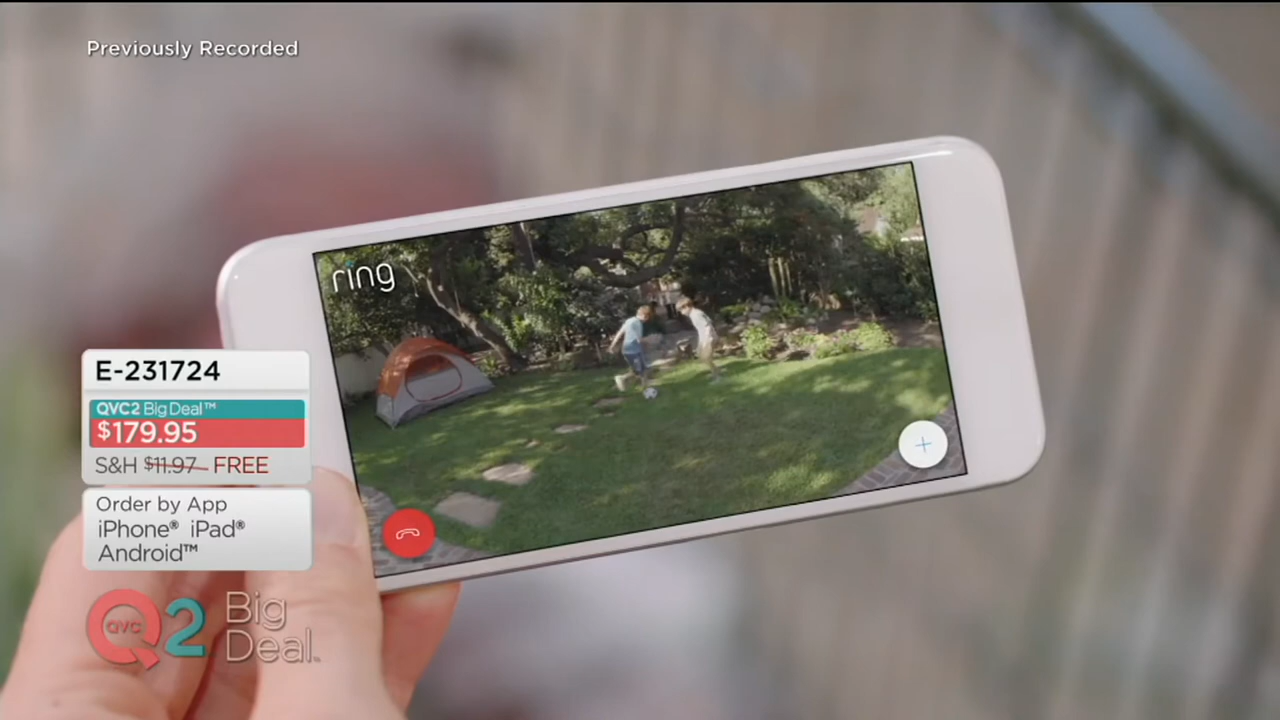 Previously Recorded
ring
E-231724
QVC2 Big Deal™
$179.95
S&H $11.97 FREE
Order by App
iPhone® iPad®
Android™
QVC 2 Big
Deal™